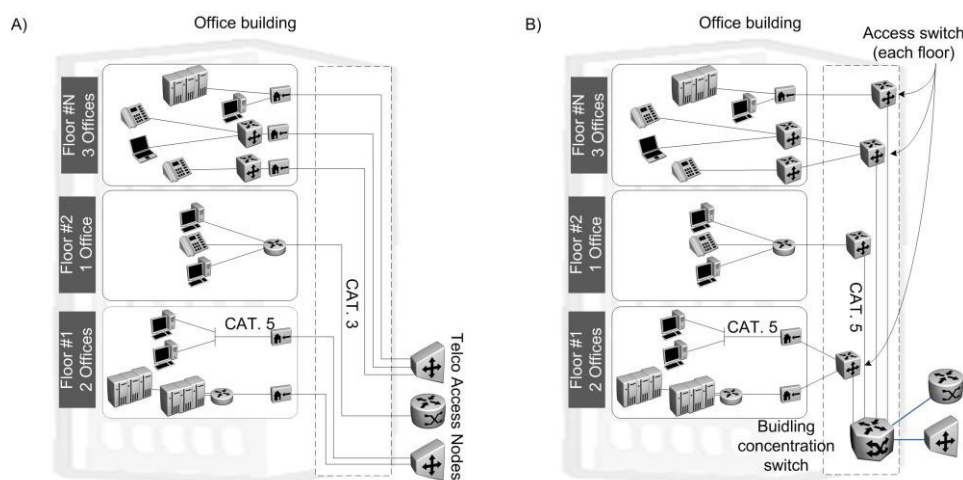 A)
Office building
Floor #N
3 Offices
Floor #2
1 Office
Floor #1
2 Offices
CAT. 5
CAT. 3
Telco Access Nodes
B)
Office building
Access switch
(each floor)
Floor #N
3 Offices
Floor #2
1 Office
Floor #1
2 Offices
CAT. 5
CAT. 5
Buidling
concentration
switch